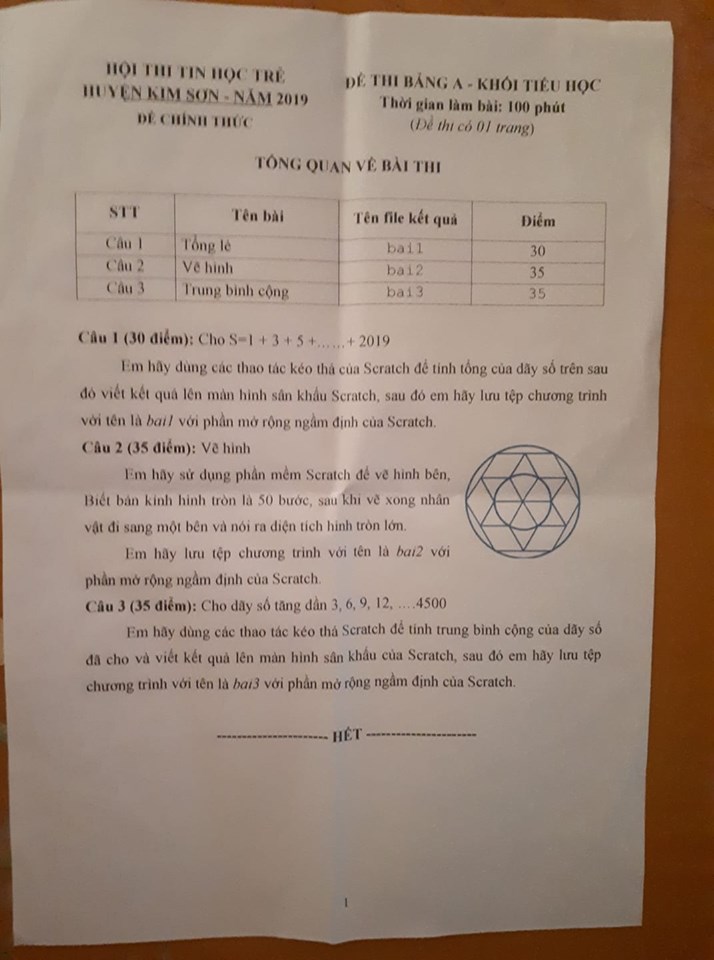 HỘI THI TIN HỌC TRẺ
HUYỆN KIM SƠN - NĂM 2019
ĐỀ CHÍNH THỨC
ĐỀ THI BẢNG A - KHỐI TIỂU HỌC
Thời gian làm bài: 100 phút
(Đề thi có 01 trang)
TỔNG QUAN VỀ BÀI THI
STT Tên bài Tên file kết quả Điểm
Câu 1 Tổng lẻ bai1 30
Câu 2 Vẽ hình bai2 35
Câu 3 Trung bình cộng bai3 35
Câu 1 (30 điểm): Cho S=1 + 3 + 5 +……+ 2019
Em hãy dùng các thao tác kéo thả của Scratch để tính tổng của dãy số trên sau
đó viết kết quả lên màn hình sân khấu Scratch, sau đó em hãy lưu tệp chương trình
với tên là bai1 với phần mở rộng ngầm định của Scratch.
Câu 2 (35 điểm): Vẽ hình
Em hãy sử dụng phần mềm Scratch để vẽ hình bên,
Biết bán kính hình tròn là 50 bước, sau khi vẽ xong nhân
vật đi sang một bên và nói ra diện tích hình tròn lớn.
Em hãy lưu tệp chương trình với tên là bai2 với
phần mở rộng ngầm định của Scratch.
Câu 3 (35 điểm): Cho dãy số tăng dần 3, 6, 9, 12, ….4500
Em hãy dùng các thao tác kéo thả Scratch để tính trung bình cộng của dãy số
đã cho và viết kết quả lên màn hình sân khấu của Scratch, sau đó em hãy lưu tệp
chương trình với tên là bai3 với phần mở rộng ngầm định của Scratch.
---------------------- HẾT ----------------------
1